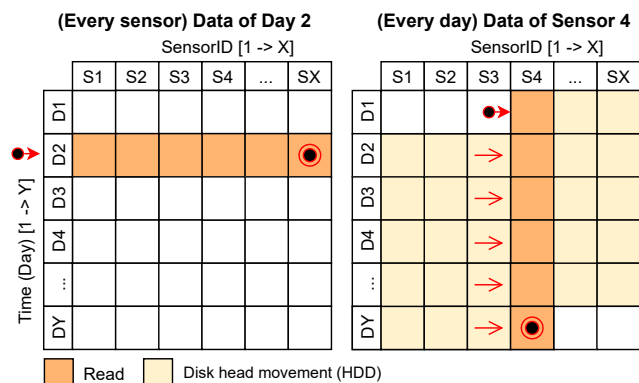 (Every sensor) Data of Day 2
SensorID [1 -> X]
S1 S2 S3 S4 ... SX
Time (Day) [1 -> Y]
D1
D2
D3
D4
...
DY
(Every day) Data of Sensor 4
SensorID [1 -> X]
S1 S2 S3 S4 ... SX
D1
D2
D3
D4
...
DY
Read
Disk head movement (HDD)